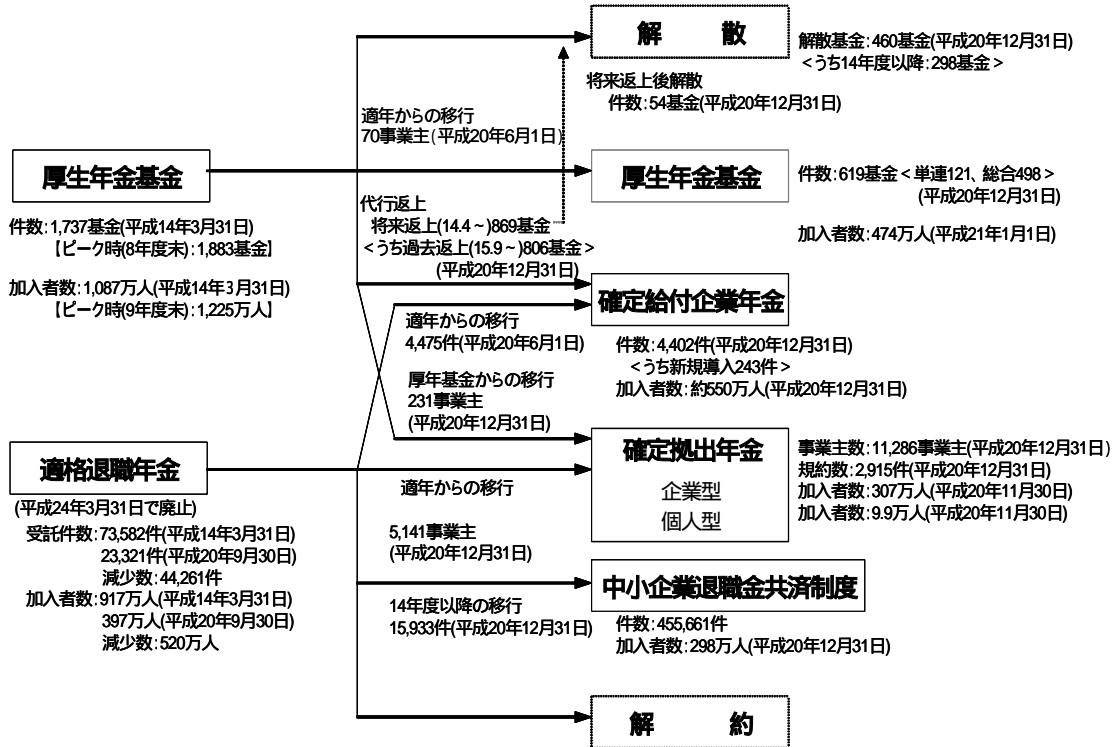 解　　散
解散基金：460基金(平成20年12月31日)
＜うち14年度以降：298基金＞
将来返上後解散
件数：54基金(平成20年12月31日)
適年からの移行
70事業主(平成20年6月1日)
厚生年金基金
件数：1,737基金(平成14年3月31日)
【ピーク時(8年度末)：1,883基金】
加入者数：1,087万人(平成14年3月31日)
【ピーク時(9年度末)：1,225万人】
厚生年金基金
件数：619基金＜単連121、総合498＞
(平成20年12月31日)
加入者数：474万人(平成21年1月1日)
代行返上
将来返上(14.4～)869基金
＜うち過去返上(15.9～)806基金＞
(平成20年12月31日)
確定給付企業年金
件数：4,402件(平成20年12月31日)
＜うち新規導入243件＞
加入者数：約550万人(平成20年12月31日)
適年からの移行
4,475件(平成20年6月1日)
厚年基金からの移行
231事業主
(平成20年12月31日)
適格退職年金
(平成24年3月31日で廃止)
受託件数：73,582件(平成14年3月31日)
23,321件(平成20年9月30日)
減少数：44,261件
加入者数：917万人(平成14年3月31日)
397万人(平成20年9月30日)
減少数：520万人
確定拠出年金
企業型
個人型
事業主数：11,286事業主(平成20年12月31日)
規約数：2,915件(平成20年12月31日)
加入者数：307万人(平成20年11月30日)
加入者数：9.9万人(平成20年11月30日)
適年からの移行
5,141事業主
(平成20年12月31日)
中小企業退職金共済制度
件数：455,661件
加入者数：298万人(平成20年12月31日)
14年度以降の移行
15,933件(平成20年12月31日)
解　　約